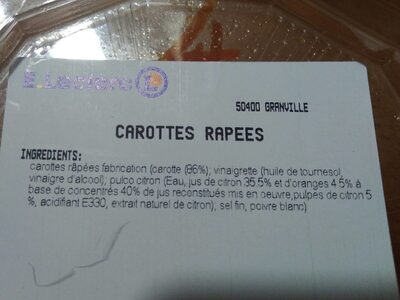 E.Leclerc L
50400 GRANVILLE
CAROTTES RAPEES
INGREDIENTS:
carottes râpées fabrication (carotte (86%); vinaigrette (huile de tournesol,
vinaigre d'alcool); pulco citron (Eau, jus de citron 35.5% et d'oranges 4.5% à
base de concentrés 40% de jus reconstitués mis en oeuvre,pulpes de citron 5
%, acidifiant E330, extrait naturel de citron); sel fin, poivre blanc)